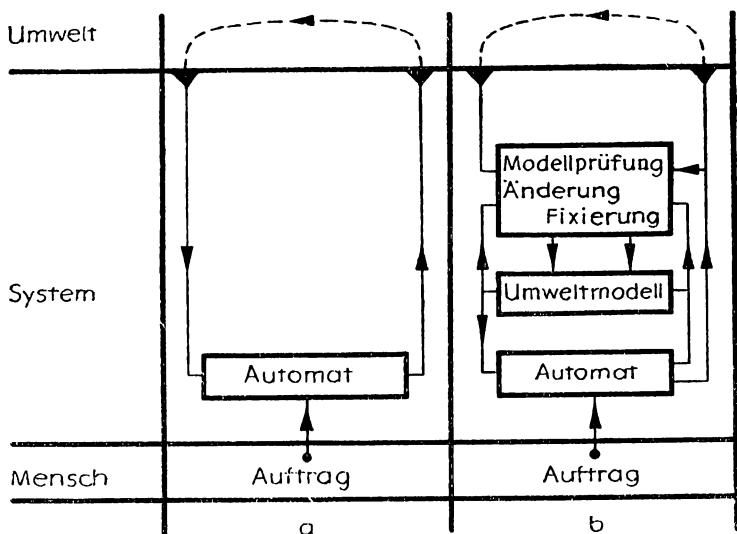 Umwelt
System
Mensch
Automat
Auftrag
a
Modellprüfung
Änderung
Fixierung
Umweltmodell
Automat
Auftrag
b